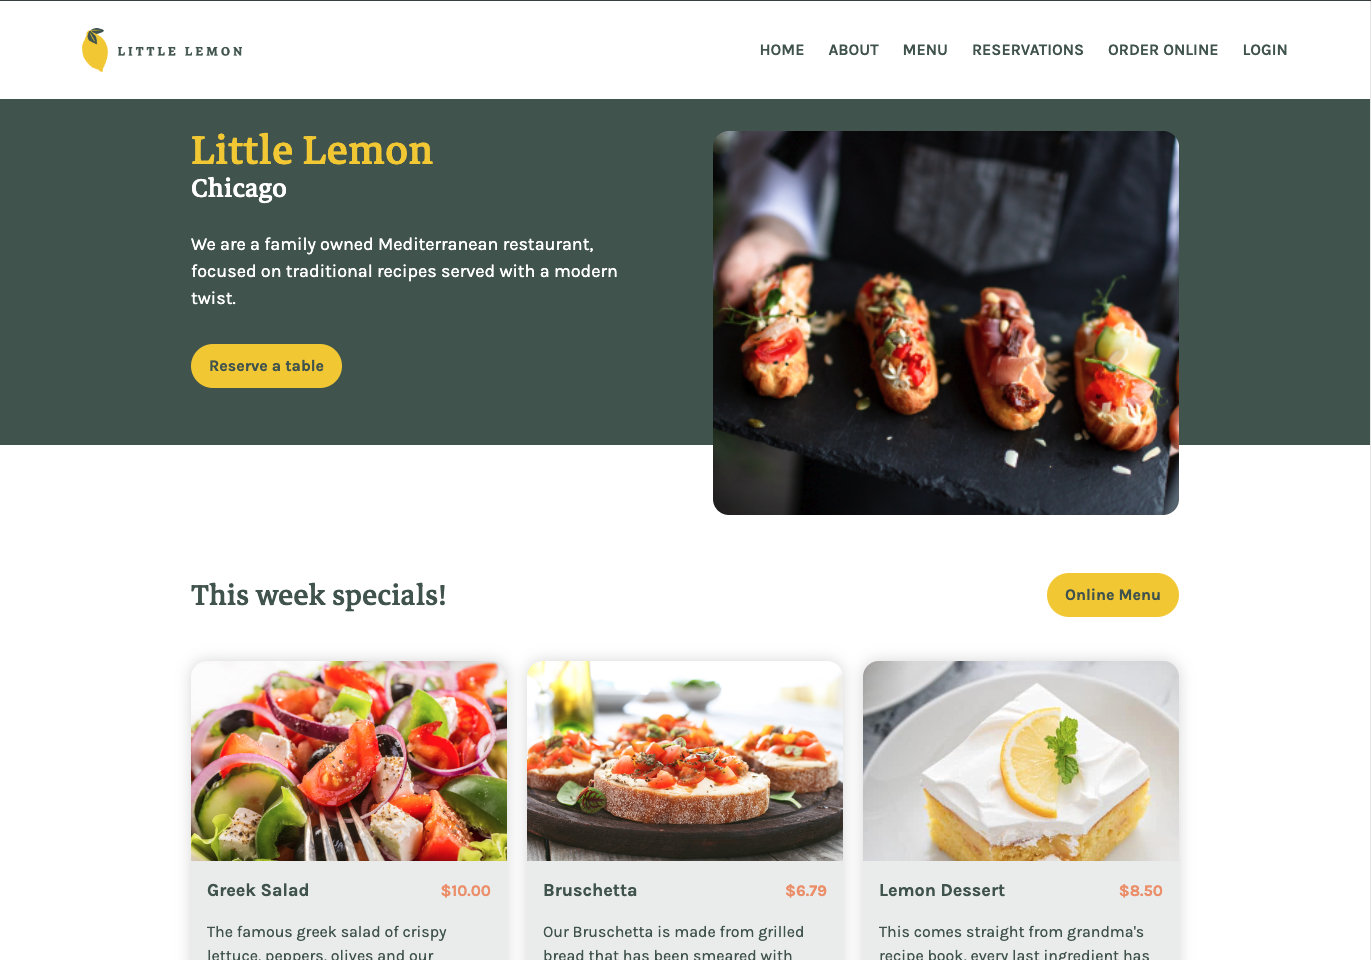 LITTLE LEMON
HOME ABOUT MENU RESERVATIONS ORDER ONLINE LOGIN
Little Lemon
Chicago
We are a family owned Mediterranean restaurant,
focused on traditional recipes served with a modern
twist.
Reserve a table
This week specials!
Online Menu
Greek Salad $10.00
The famous greek salad of crispy
lettuce, peppers, olives and our
Bruschetta $6.79
Our Bruschetta is made from grilled
bread that has been smeared with
Lemon Dessert $8.50
This comes straight from grandma's
recipe book, every last ingredient has